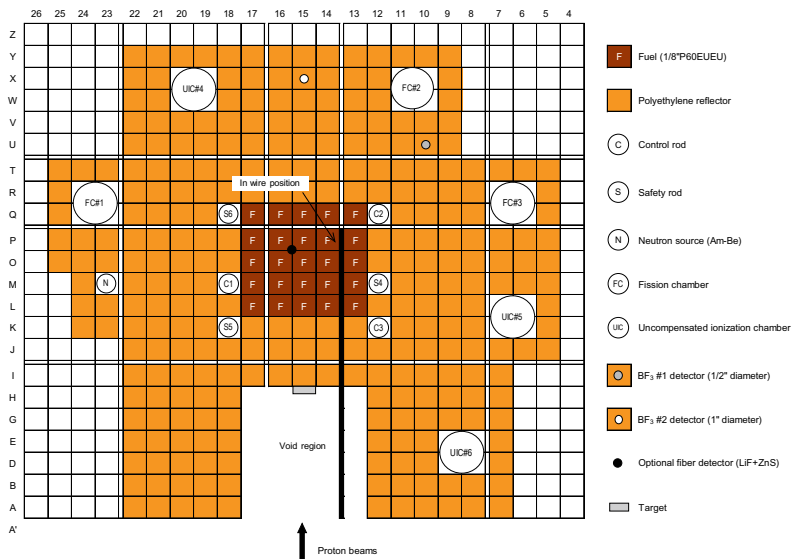 26 25 24 23 22 21 20 19 18 17 16 15 14 13 12 11 10 9 8 7 6 5 4
Z
Y
X
UIC#4
FC#2
W
V
U
T
In wire position
R
FC#1
FC#3
Q
S6
F F F F F
C2
P
F F F F F
O
F F F F F
M
N
C1
F F F F F
S4
L
F F F F F
UIC#5
K
S5
C3
J
I
H
G
Void region
E
UIC#6
D
B
A
A'
Proton beams
F Fuel (1/8"P60EUEU)
Polyethylene reflector
C Control rod
S Safety rod
N Neutron source (Am-Be)
FC Fission chamber
UIC Uncompensated ionization chamber
BF₃ #1 detector (1/2" diameter)
BF₃ #2 detector (1" diameter)
Optional fiber detector (LiF+ZnS)
Target